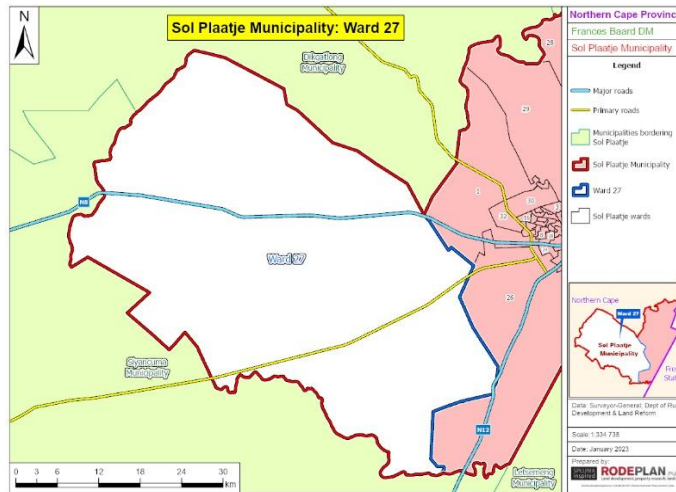 Sol Plaatje Municipality: Ward 27
N
Dikgatlong
Municipality
28
29
1
30
32
N8
Ward 27
26
Siyancuma
Municipality
N12
Letsemeng
Municipality
0 3 6 12 18 24 30
km
Northern Cape Provinc
Frances Baard DM
Sol Plaatje Municipality
Legend
Major roads
Primary roads
Municipalities bordering
Sol Plaatje
Sol Plaatje Municipality
Ward 27
Sol Plaatje wards
Northern Cape
Ward 27
Sol Plaatje
Municipality
Fre
Stat
Data: Surveyor-General, Dept of Ru
Development & Land Reform
Scale: 1:334 738
Date: January 2023
Prepared by:
RODEPLAN